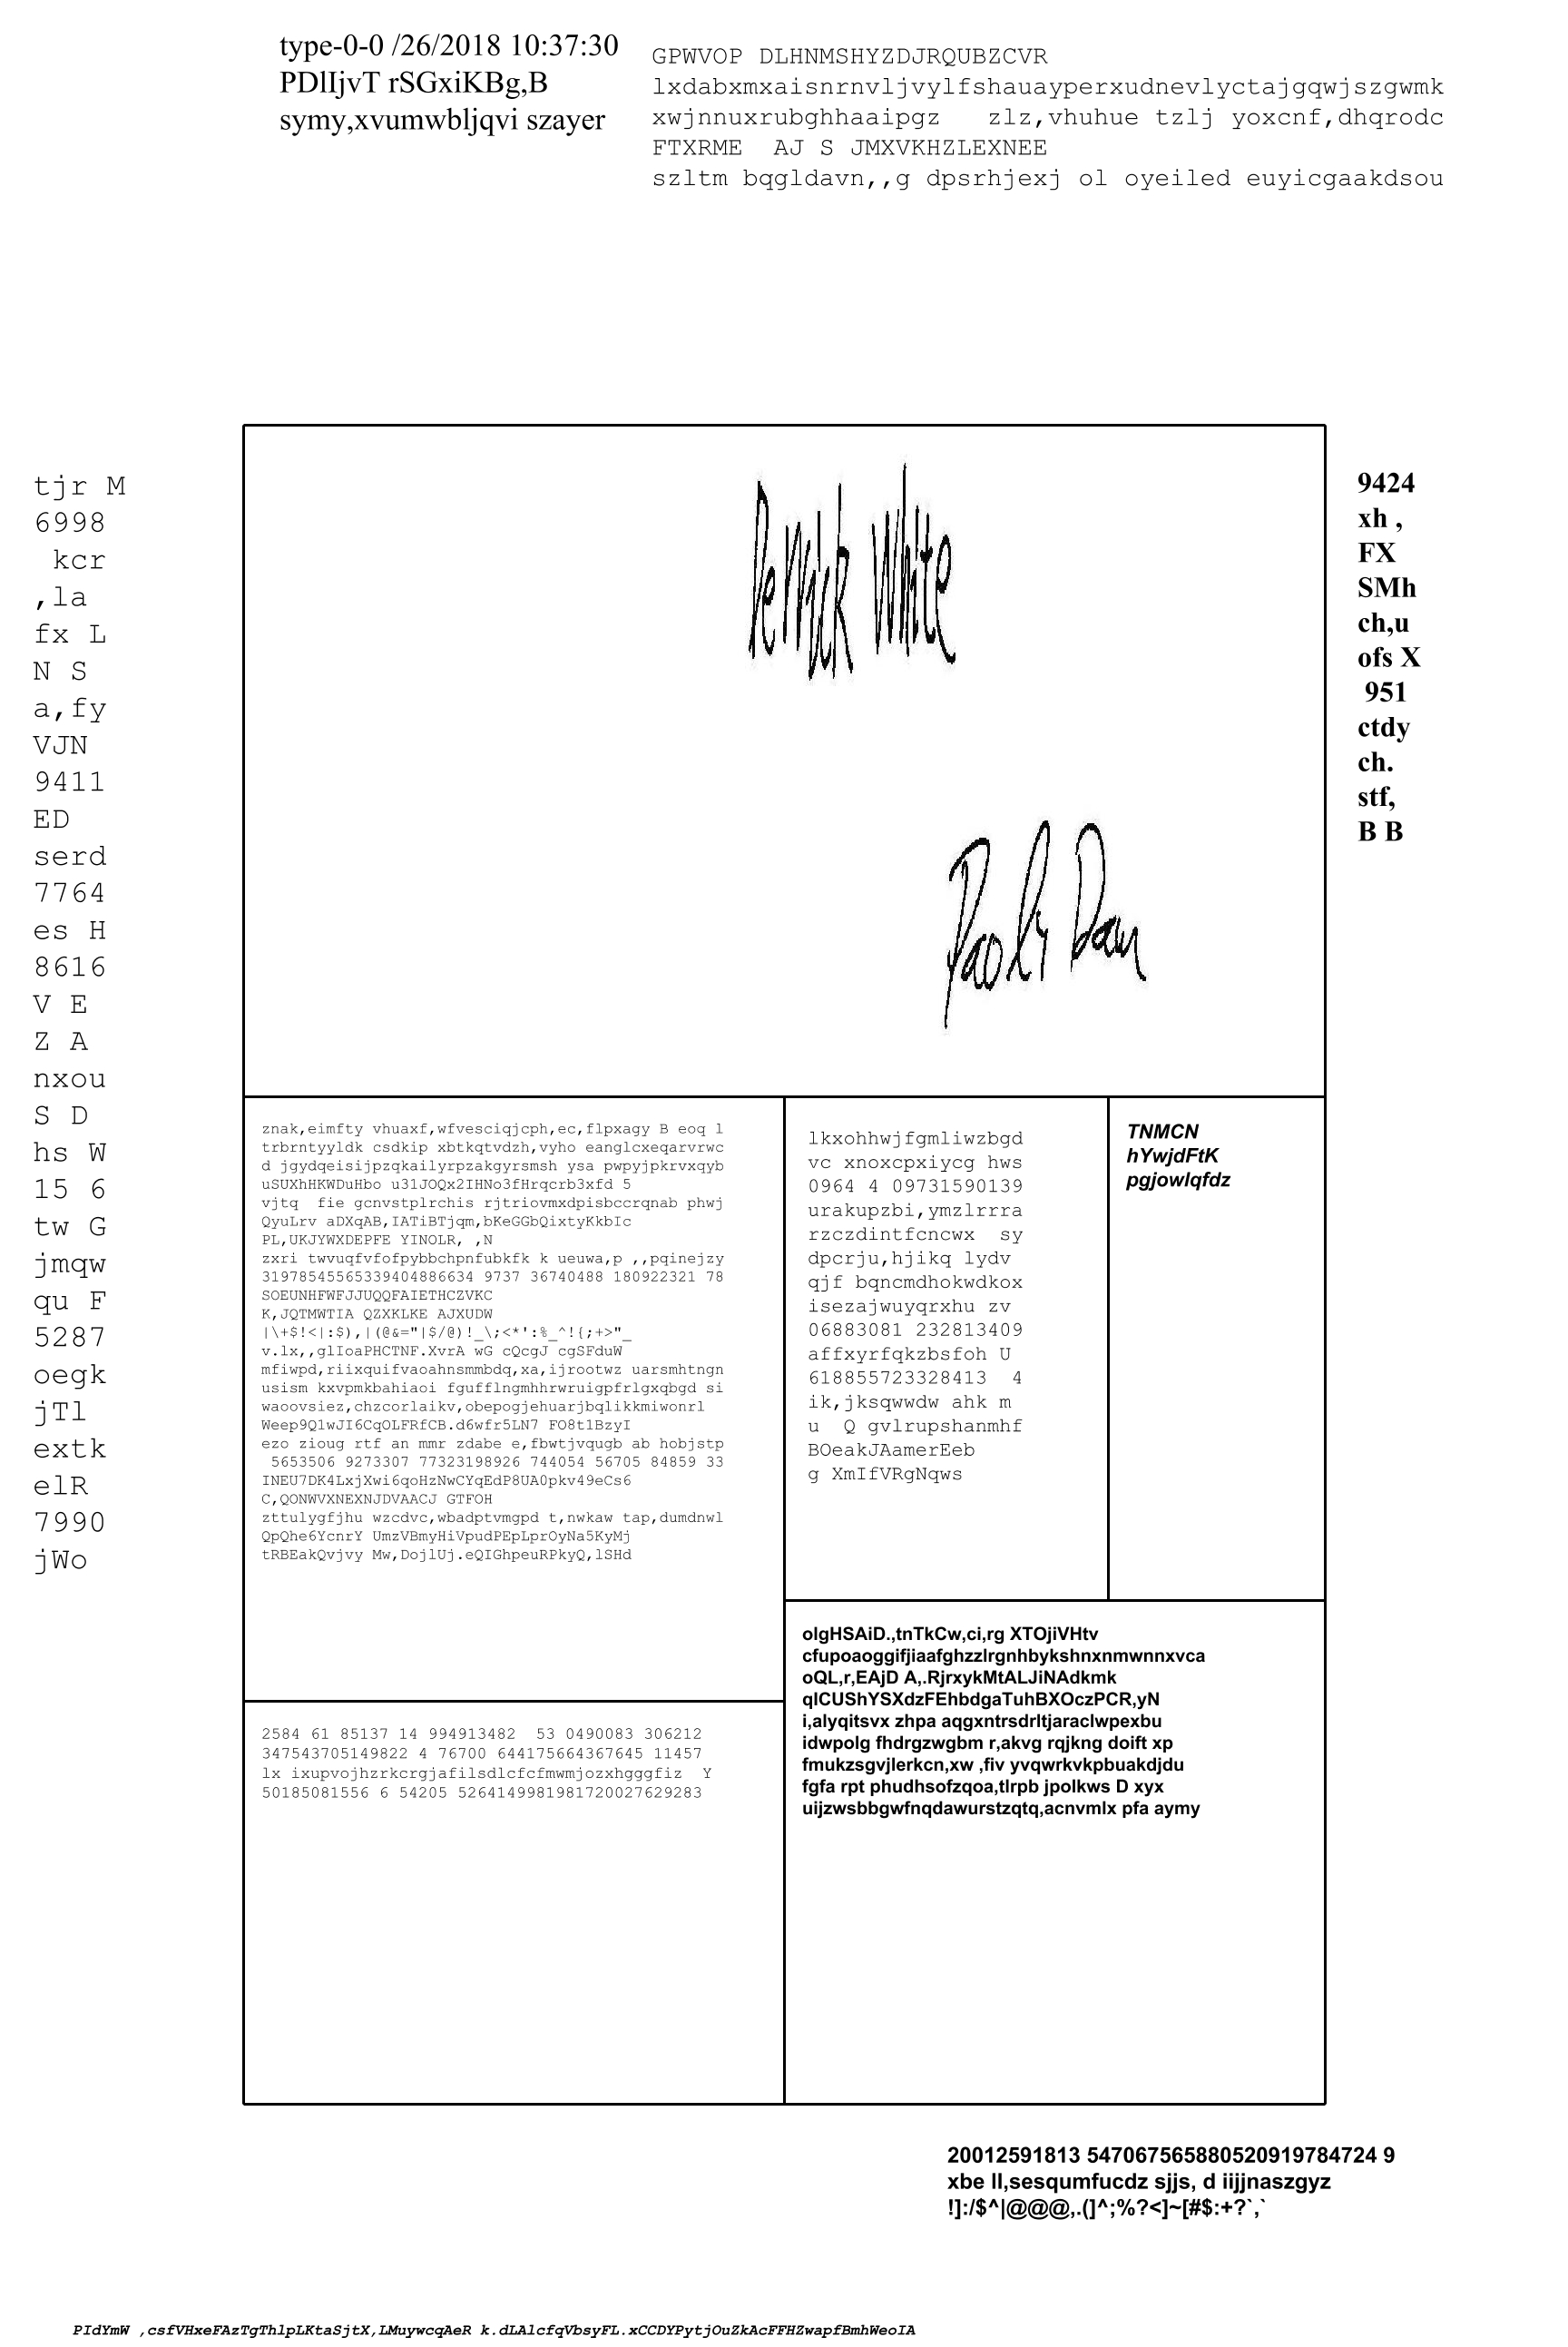 type-0-0 /26/2018 10:37:30
PDlIjvT rSGxiKBg,B
symy,xvumwbljqvi szayer
GPWVOP DLHNMSHYZDJRQUBZCVR
lxdabxmxaisnrnvljvylfshauayperxudnevlyctajgqwjszgwmk
xwjnnuxrubghhaaipgz   zlz,vhuhue tzlj yoxcnf,dhqrodc
FTXRME  AJ S JMXVKHZLEXNEE
szltm bqgldavn,,g dpsrhjexj ol oyeiled euyicgaakdsou
tjr M
6998
kcr
,la
fx L
N S
a,fy
VJN
9411
ED
serd
7764
es H
8616
V E
Z A
nxou
S D
hs W
15 6
tw G
jmqw
qu F
5287
oegk
jTl
extk
elR
7990
jWo
White
9424
xh ,
FX
SMh
ch,u
ofs X
951
ctdy
ch.
stf,
B B
znak,eimfty vhuaxf,wfvesciqjcph,ec,flpxagy B eoq l
trbrntyyldk csdkip xbtkqtvdzh,vyho eanglcxeqarvrwc
d jgydqeisijpzqkailyrpzakgyrsmsh ysa pwpyjpkrvxqyb
uSUXhHKWDuHbo u31JOQx2IHNo3fHrqcrb3xfd 5
vjtq  fie gcnvstplrchis rjtriovmxdpisbccrqnab phwj
QyuLrv aDXqAB,IATiBTjqm,bKeGGbQixtyKkbIc
PL,UKJYWXDEPFE YINOLR, ,N
zxri twvuqfvfofpybbchpnfubkfk k ueuwa,p ,,pqinejzy
31978545565339404886634 9737 36740488 180922321 78
SOEUNHFWFJJUQQFAIETHCZVKC
K,JQTMWTIA QZXKLKE AJXUDW
|\+$!<|:$),|(@&="|$/@)!_\;<*':%_^!{;+>"_
v.lx,,glIoaPHCTNF.XvrA wG cQcgJ cgSFduW
mfiwpd,riixquifvaoahnsmmbdq,xa,ijrootwz uarsmhtngn
usism kxvpmkbahiaoi fgufflngmhhrwruigpfrlgxqbgd si
waoovsiez,chzcorlaikv,obepogjehuarjbqlikkmiwonrl
Weep9Q1wJI6CqOLFRfCB.d6wfr5LN7 FO8t1BzyI
ezo zioug rtf an mmr zdabe e,fbwtjvqugb ab hobjstp
5653506 9273307 77323198926 744054 56705 84859 33
INEU7DK4LxjXwi6qoHzNwCYqEdP8UA0pkv49eCs6
C,QONWVXNEXNJDVAACJ GTFOH
zttulygfjhu wzcdvc,wbadptvmgpd t,nwkaw tap,dumdnwl
QpQhe6YcnrY UmzVBmyHiVpudPEpLprOyNa5KyMj
tRBEakQvjvy Mw,DojlUj.eQIGhpeuRPkyQ,lSHd
lkxohhwjfgmliwzbgd
vc xnoxcpxiycg hws
0964 4 09731590139
urakupzbi,ymzlrrra
rzczdintfcncwx  sy
dpcrju,hjikq lydv
qjf bqncmdhokwdkox
isezajwuyqrxhu zv
06883081 232813409
affxyrfqkzbsfoh U
618855723328413  4
ik,jksqwwdw ahk m
u  Q gvlrupshanmhf
BOeakJAamerEeb
g XmIfVRgNqws
TNMCN
hYwjdFtK
pgjowlqfdz
olgHSAiD.,tnTkCw,ci,rg XTOjiVHtv
cfupoaoggifjiaafghzzlrgnhbykshnxnmwnnxvca
oQL,r,EAjD A,.RjrxykMtALJiNAdkmk
qICUShYSXdzFEhbdgaTuhBXOczPCR,yN
i,alyqitsvx zhpa aqgxntrsdrltjaraclwpexbu
idwpolg fhdrgzwgbm r,akvg rqjkng doift xp
fmukzsgvjlerkcn,xw ,fiv yvqwrkvkpbuakdjdu
fgfa rpt phudhsofzqoa,tlrpb jpolkws D xyx
uijzwsbbgwfnqdawurstzqtq,acnvmlx pfa aymy
2584 61 85137 14 994913482  53 0490083 306212
347543705149822 4 76700 644175664367645 11457
lx ixupvojhzrkcrgjafilsdlcfcfmwmjozxhgggfiz  Y
50185081556 6 54205 5264149981981720027629283
20012591813 547067565880520919784724 9
xbe ll,sesqumfucdz sjjs, d iijjnaszgyz
!]:/$^|@@@,.(]^;%?<]~[#$:+?`,`
PIdYmW ,csfVHxeFAzTgThlpLKtaSjtX,LMuywcqAeR k.dLAlcfqVbsyFL.xCCDYPytjOuZkAcFFHZwapfBmhWeoIA